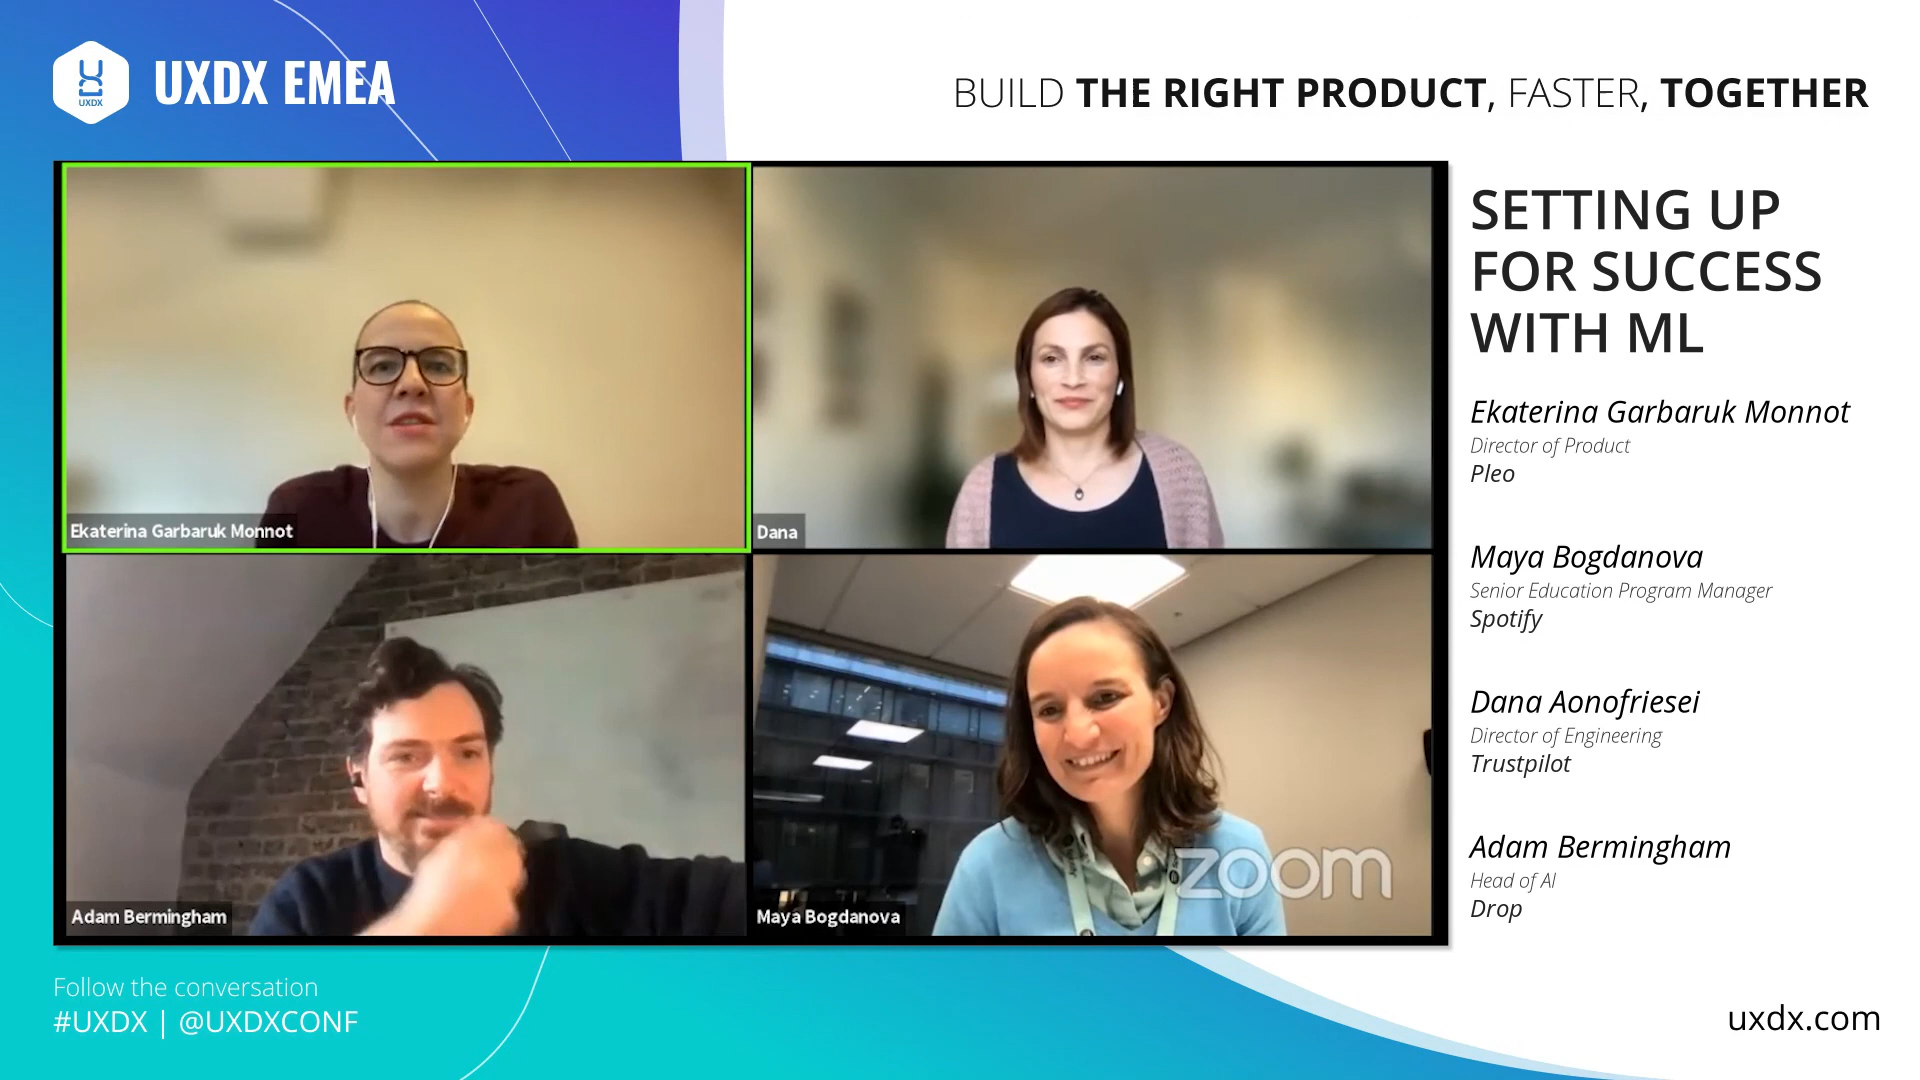 UXDX
UXDX EMEA
BUILD THE RIGHT PRODUCT, FASTER, TOGETHER
SETTING UP
FOR SUCCESS
WITH ML
Ekaterina Garbaruk Monnot
Director of Product
Pleo
Maya Bogdanova
Senior Education Program Manager
Spotify
Dana Aonofriesei
Director of Engineering
Trustpilot
Adam Bermingham
Head of AI
Drop
Ekaterina Garbaruk Monnot
Dana
Adam Bermingham
Maya Bogdanova
zoom
Follow the conversation
#UXDX | @UXDXCONF
uxdx.com